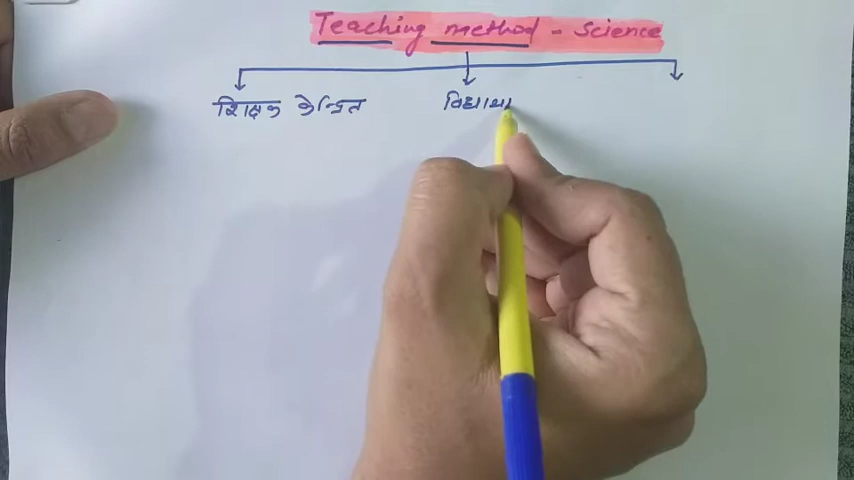 Teaching method - Science
शिक्षक केन्द्रित
विद्यार्था